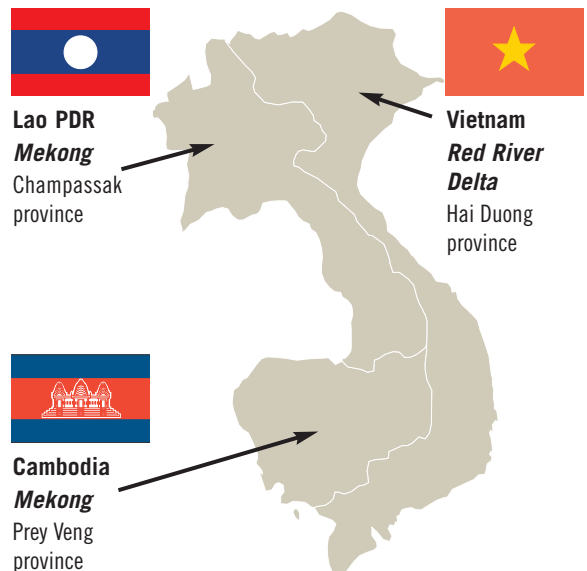 Lao PDR
Mekong
Champassak
province
Vietnam
Red River
Delta
Hai Duong
province
Cambodia
Mekong
Prey Veng
province